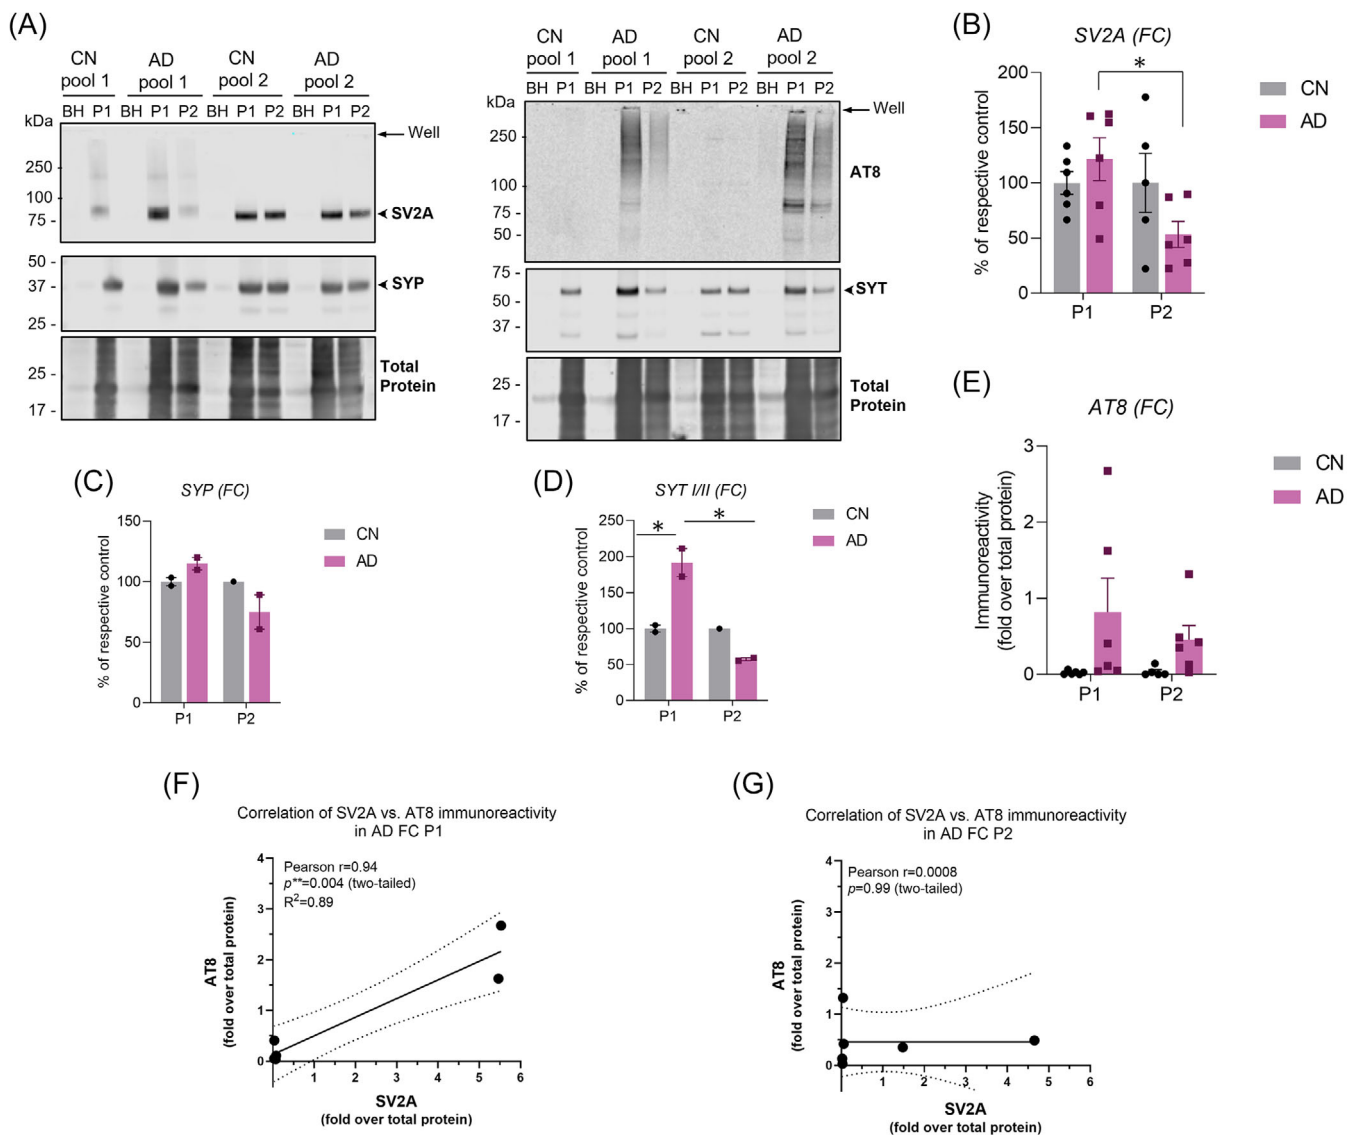 (A)
CN
pool 1
AD
pool 1
CN
pool 2
AD
pool 2
BH P1 BH P1 P2 BH P1 P2 BH P1 P2
kDa
Well
250 -
100 -
75 -
SV2A
50 -
37 -
SYP
25 -
25 -
17 -
Total
Protein
CN
pool 1
AD
pool 1
CN
pool 2
AD
pool 2
BH P1 BH P1 P2 BH P1 P2 BH P1 P2
kDa
Well
250 -
AT8
100 -
75 -
50 -
75 -
SYT
50 -
37 -
25 -
17 -
Total
Protein
(B)
SV2A (FC)
% of respective control
200
150
100
50
0
*
P1 P2
CN
AD
(C)
SYP (FC)
% of respective control
150
100
50
0
P1 P2
CN
AD
(D)
SYT I/II (FC)
% of respective control
250
200
150
100
50
0
* *
P1 P2
CN
AD
(E)
AT8 (FC)
Immunoreactivity
(fold over total protein)
3
2
1
0
P1 P2
CN
AD
(F)
Correlation of SV2A vs. AT8 immunoreactivity
in AD FC P1
Pearson r=0.94
p**=0.004 (two-tailed)
R²=0.89
AT8
(fold over total protein)
4
3
2
1
0
1 2 3 4 5 6
SV2A
(fold over total protein)
(G)
Correlation of SV2A vs. AT8 immunoreactivity
in AD FC P2
Pearson r=0.0008
p=0.99 (two-tailed)
AT8
(fold over total protein)
4
3
2
1
0
1 2 3 4 5 6
SV2A
(fold over total protein)